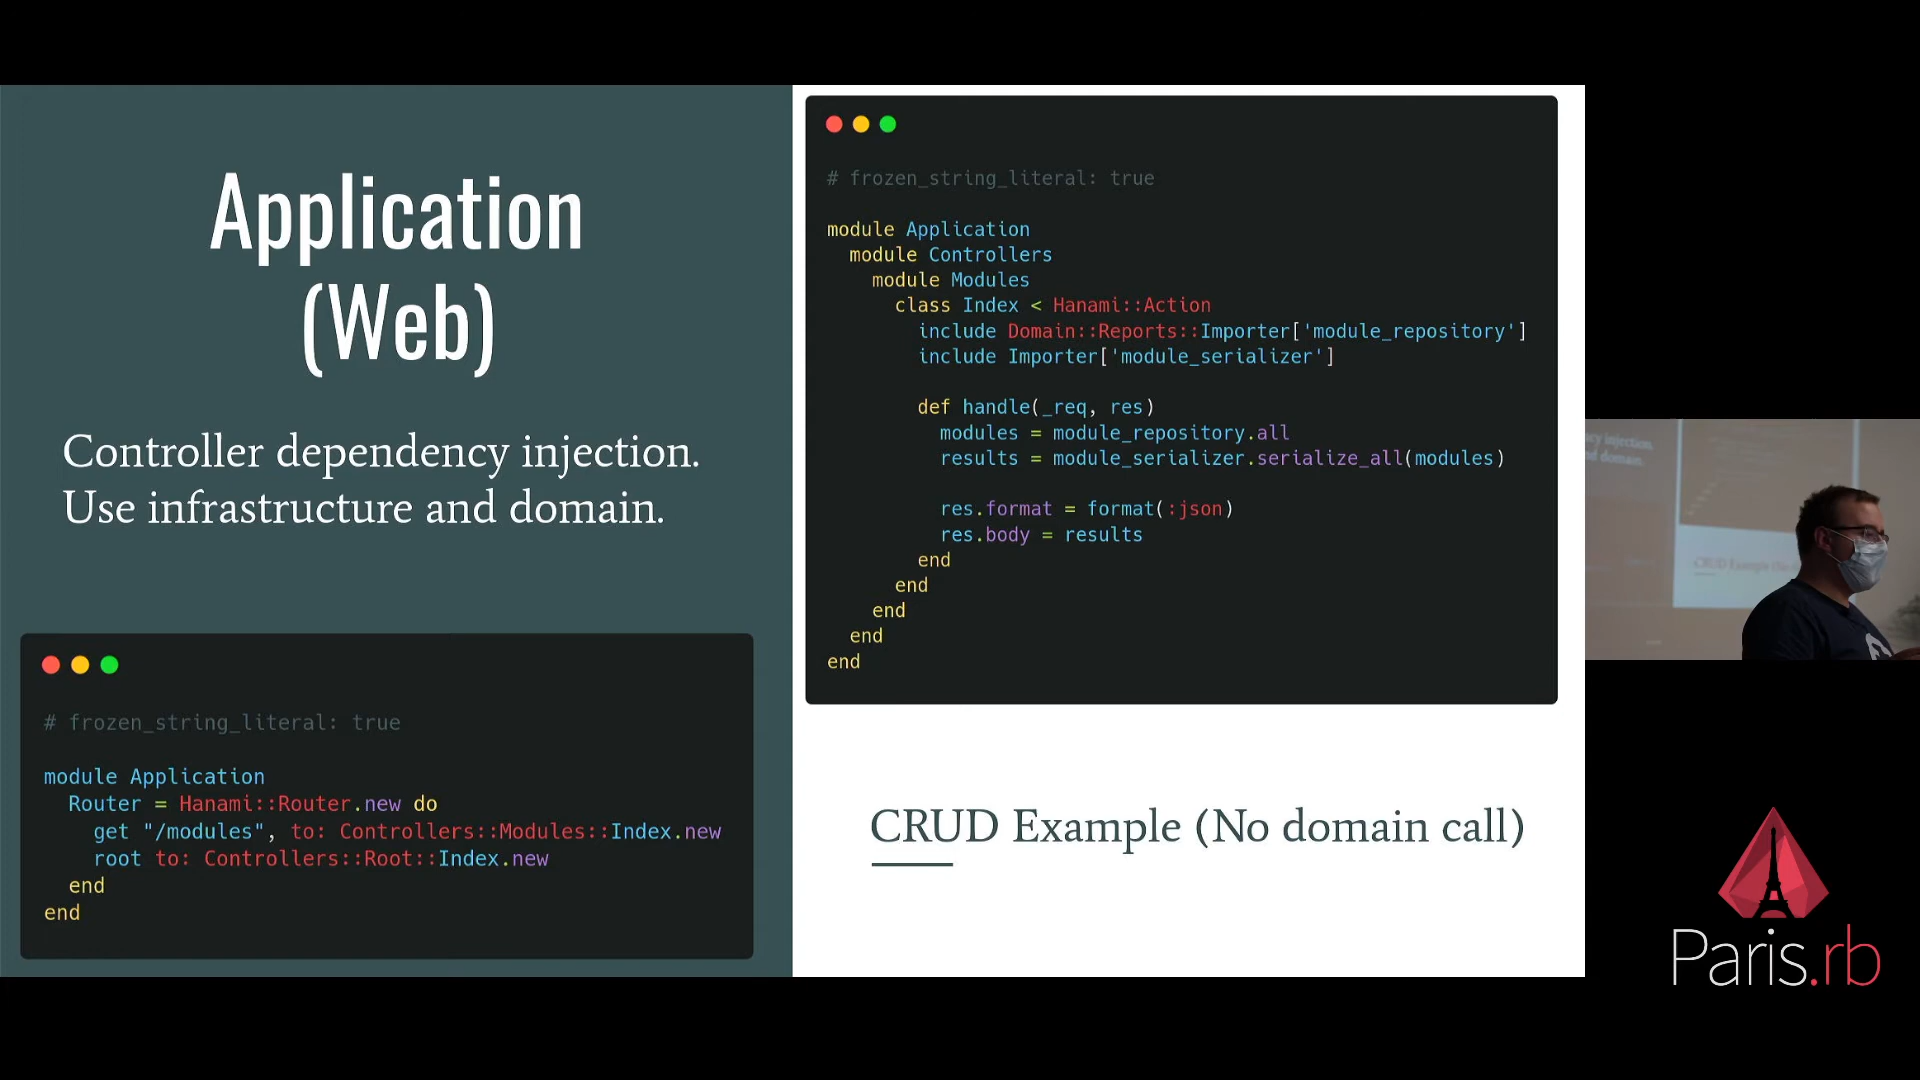 Application
(Web)
Controller dependency injection.
Use infrastructure and domain.
# frozen_string_literal: true
module Application
  Router = Hanami::Router.new do
    get "/modules", to: Controllers::Modules::Index.new
    root to: Controllers::Root::Index.new
  end
end
# frozen_string_literal: true
module Application
  module Controllers
    module Modules
      class Index < Hanami::Action
        include Domain::Reports::Importer['module_repository']
        include Importer['module_serializer']
        def handle(_req, res)
          modules = module_repository.all
          results = module_serializer.serialize_all(modules)
          res.format = format(:json)
          res.body = results
        end
      end
    end
  end
end
CRUD Example (No domain call)
CRUD Example
Paris.rb